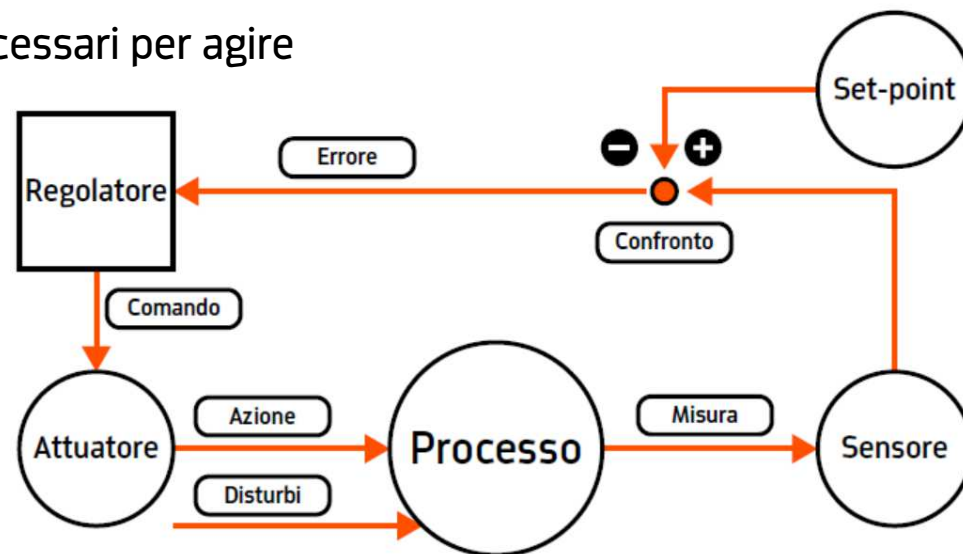 cessari per agire
Set-point
Errore
Regolatore
Confronto
Comando
Azione
Misura
Attuatore
Processo
Sensore
Disturbi